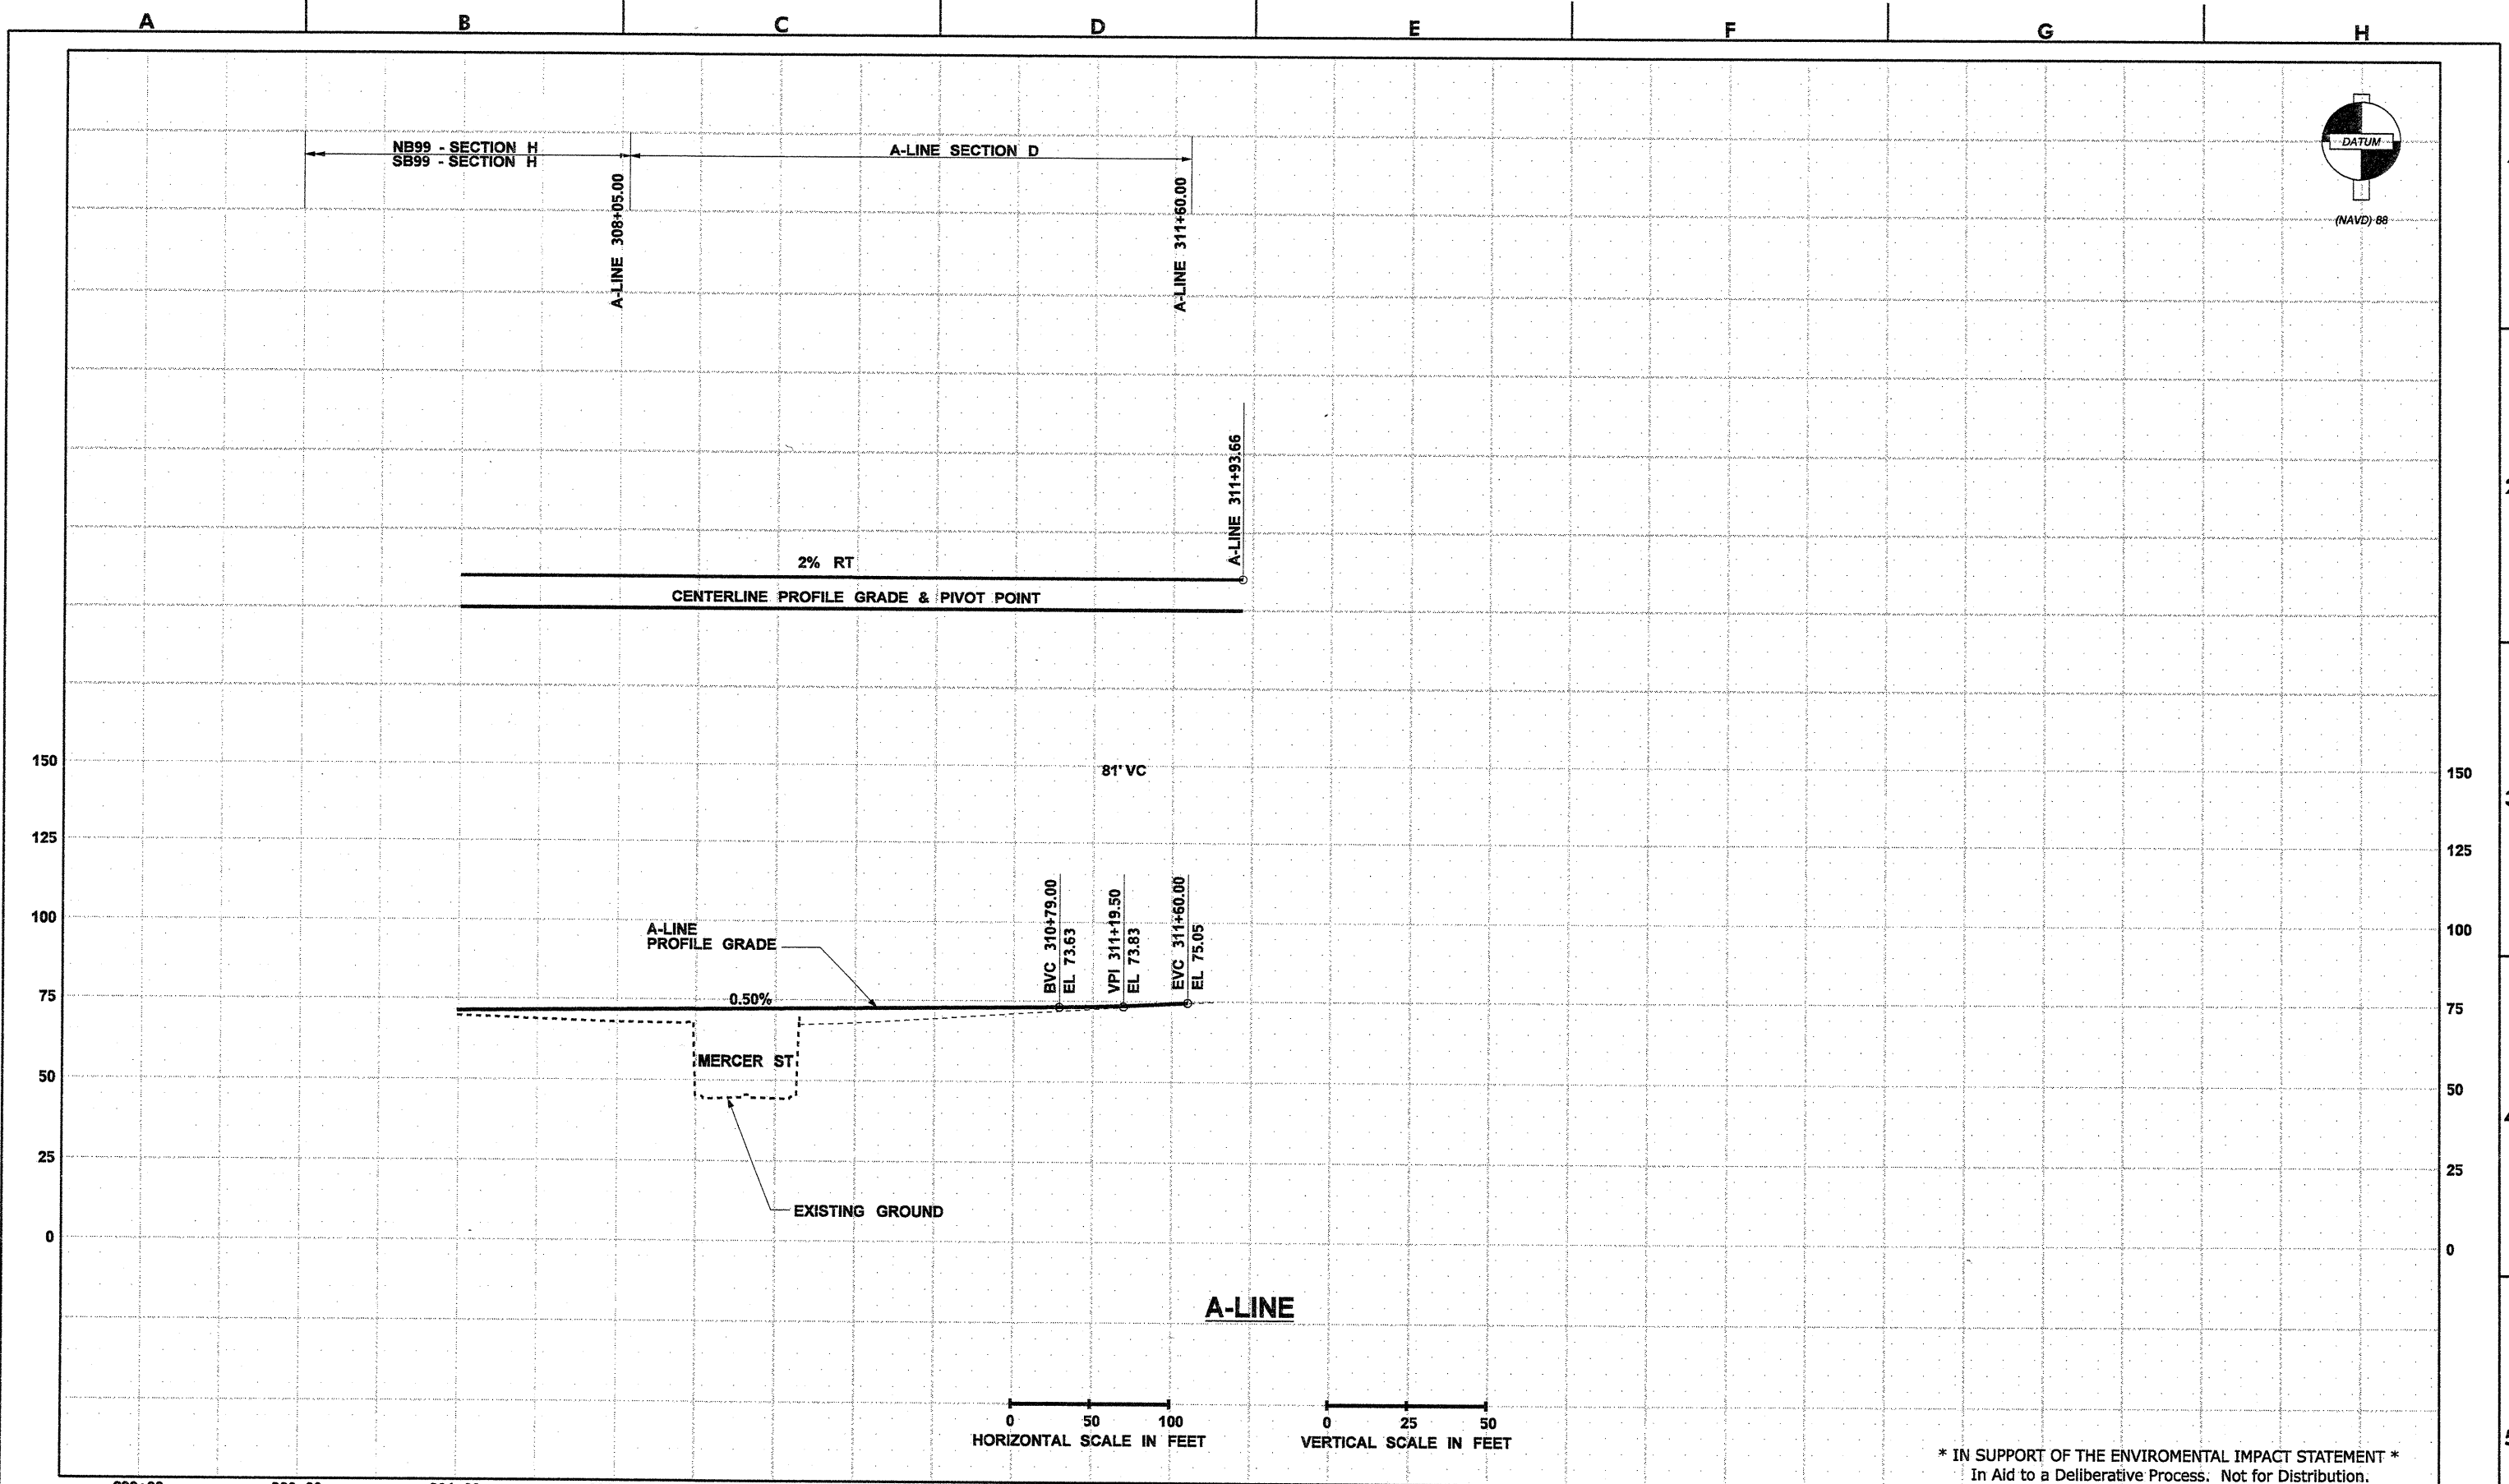 A B C D E F G H
NB99 - SECTION H
SB99 - SECTION H
A-LINE SECTION D
A-LINE 308+05.00
A-LINE 311+60.00
DATUM
(NAVD) 88
A-LINE 311+93.66
2% RT
CENTERLINE PROFILE GRADE & PIVOT POINT
81' VC
150 150
125 125
100 100
A-LINE
PROFILE GRADE
BVC 310+79.00
EL 73.63
VPI 311+19.50
EL 73.83
EVC 311+60.00
EL 75.05
0.50%
75 75
MERCER ST
50 50
25 25
EXISTING GROUND
0 0
A-LINE
0 50 100
HORIZONTAL SCALE IN FEET
0 25 50
VERTICAL SCALE IN FEET
* IN SUPPORT OF THE ENVIROMENTAL IMPACT STATEMENT *
In Aid to a Deliberative Process. Not for Distribution.